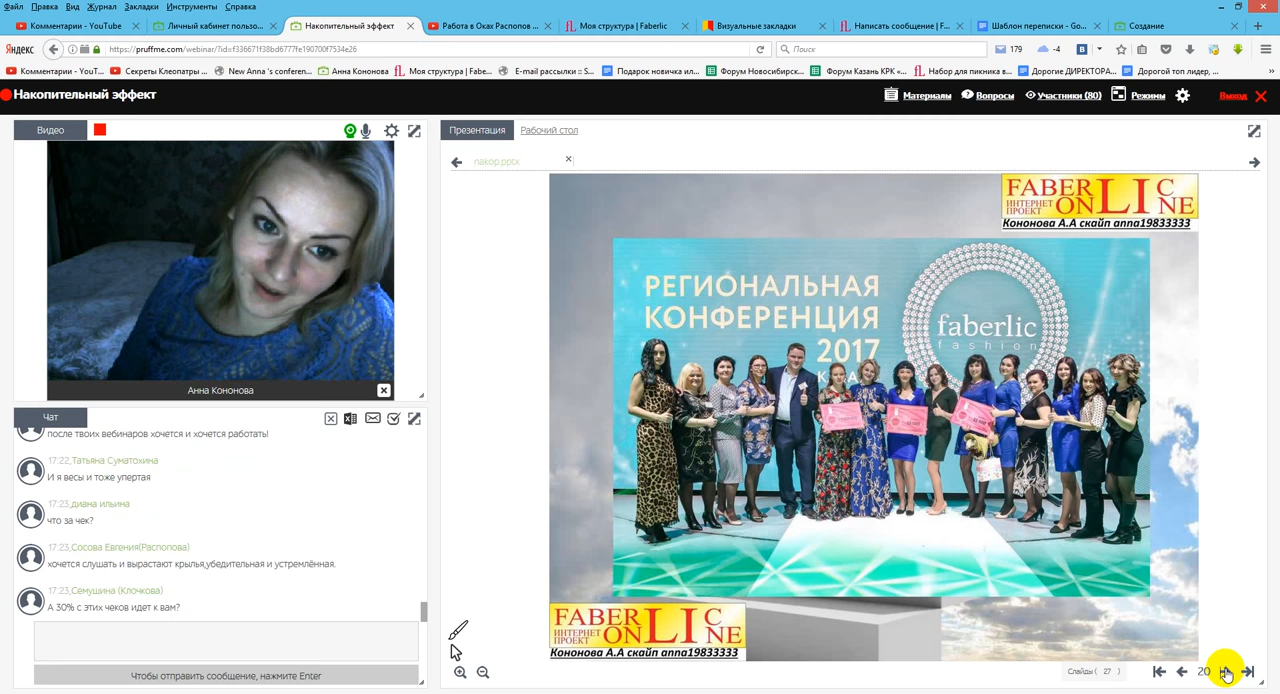 Файл Правка Вид Журнал Закладки Инструменты Справка
Комментарии - YouTube
Личный кабинет пользо...
Накопительный эффект
Работа в Оках Распопов ...
Моя структура | Faberlic
Визуальные закладки
Написать сообщение | F...
Шаблон переписки - Go...
Создание
Яндекс
https://pruffme.com/webinar/?id=f336671f38bd6777fe190700f7534e26
Поиск
179
-4
B
Комментарии - YouT...
Секреты Клеопатры ...
New Anna 's conferen...
Анна Кононова
Моя структура | Fabe...
E-mail рассылки :: S...
Подарок новичка ил...
Форум Новосибирск...
Форум Казань КРК «...
Набор для пикника в...
Дорогие ДИРЕКТОРА...
Дорогой топ лидер, ...
Накопительный эффект
Материалы
Вопросы
Участники (80)
Режимы
Выход
Видео
Анна Кононова
Чат
после твоих вебинаров хочется и хочется работать!
17:22, Татьяна Суматохина
И я весы и тоже упертая
17:23, диана ильина
что за чек?
17:23, Сосова Евгения(Распопова)
хочется слушать и вырастают крылья,убедительная и устремлённая.
17:23, Семушина (Клочкова)
А 30% с этих чеков идет к вам?
Чтобы отправить сообщение, нажмите Enter
Презентация
Рабочий стол
nakop.pptx
FABERLIC
ИНТЕРНЕТ ПРОЕКТ
ONLINE
Кононова А.А скайп anna19833333
РЕГИОНАЛЬНАЯ
КОНФЕРЕНЦИЯ
2017
faberlic
fashion
FABERLIC
ИНТЕРНЕТ ПРОЕКТ
ONLINE
Кононова А.А скайп anna19833333
Слайды ( 27 )
20